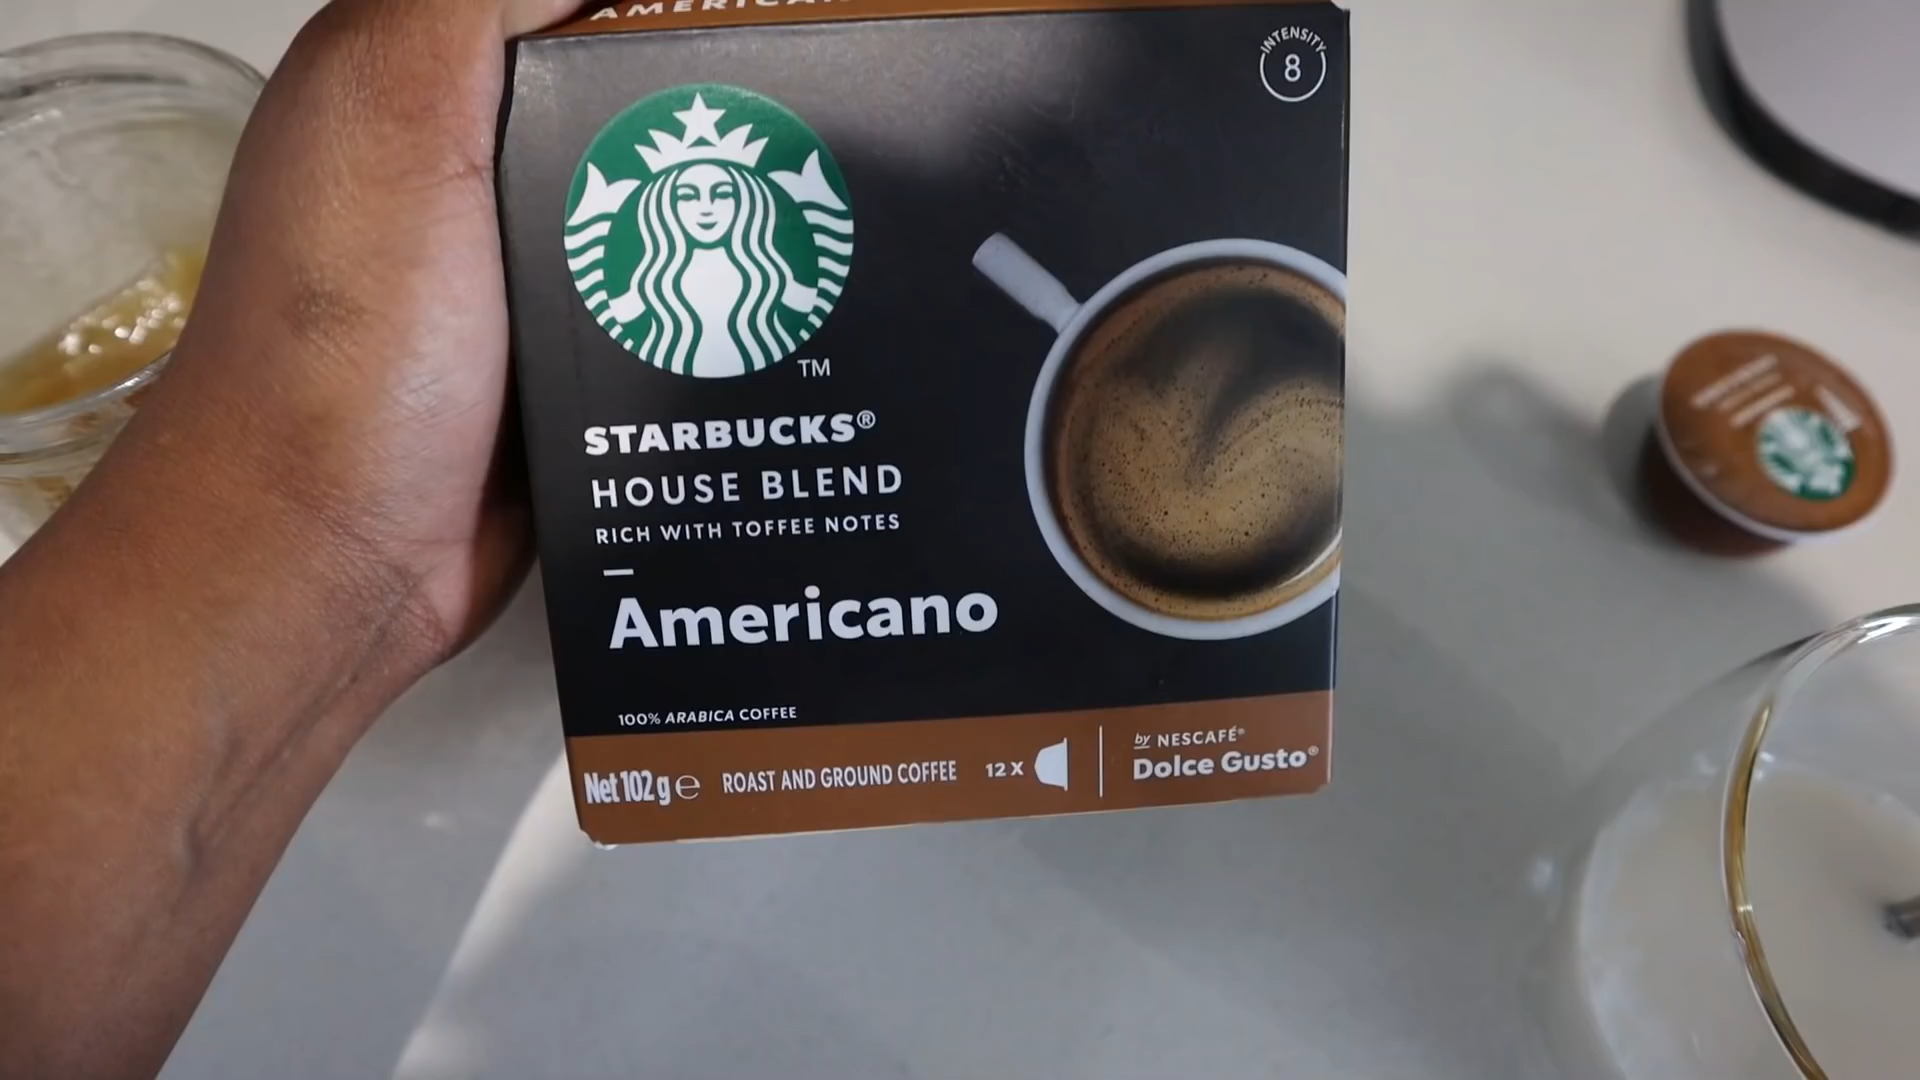 INTENSITY
8
TM
STARBUCKS®
HOUSE BLEND
RICH WITH TOFFEE NOTES
Americano
100% ARABICA COFFEE
Net 102 g ℮ ROAST AND GROUND COFFEE 12 X
by NESCAFÉ®
Dolce Gusto®